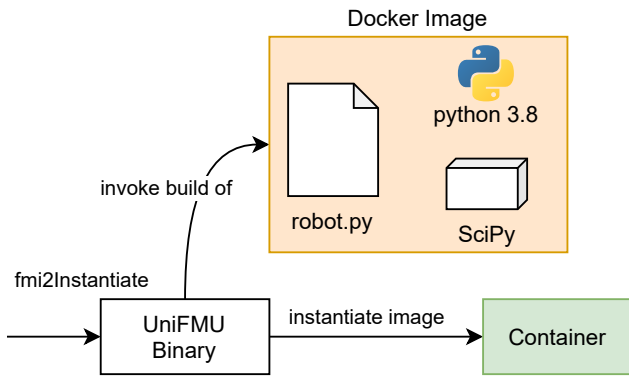 Docker Image
python 3.8
robot.py
SciPy
invoke build of
fmi2Instantiate
UniFMU
Binary
instantiate image
Container